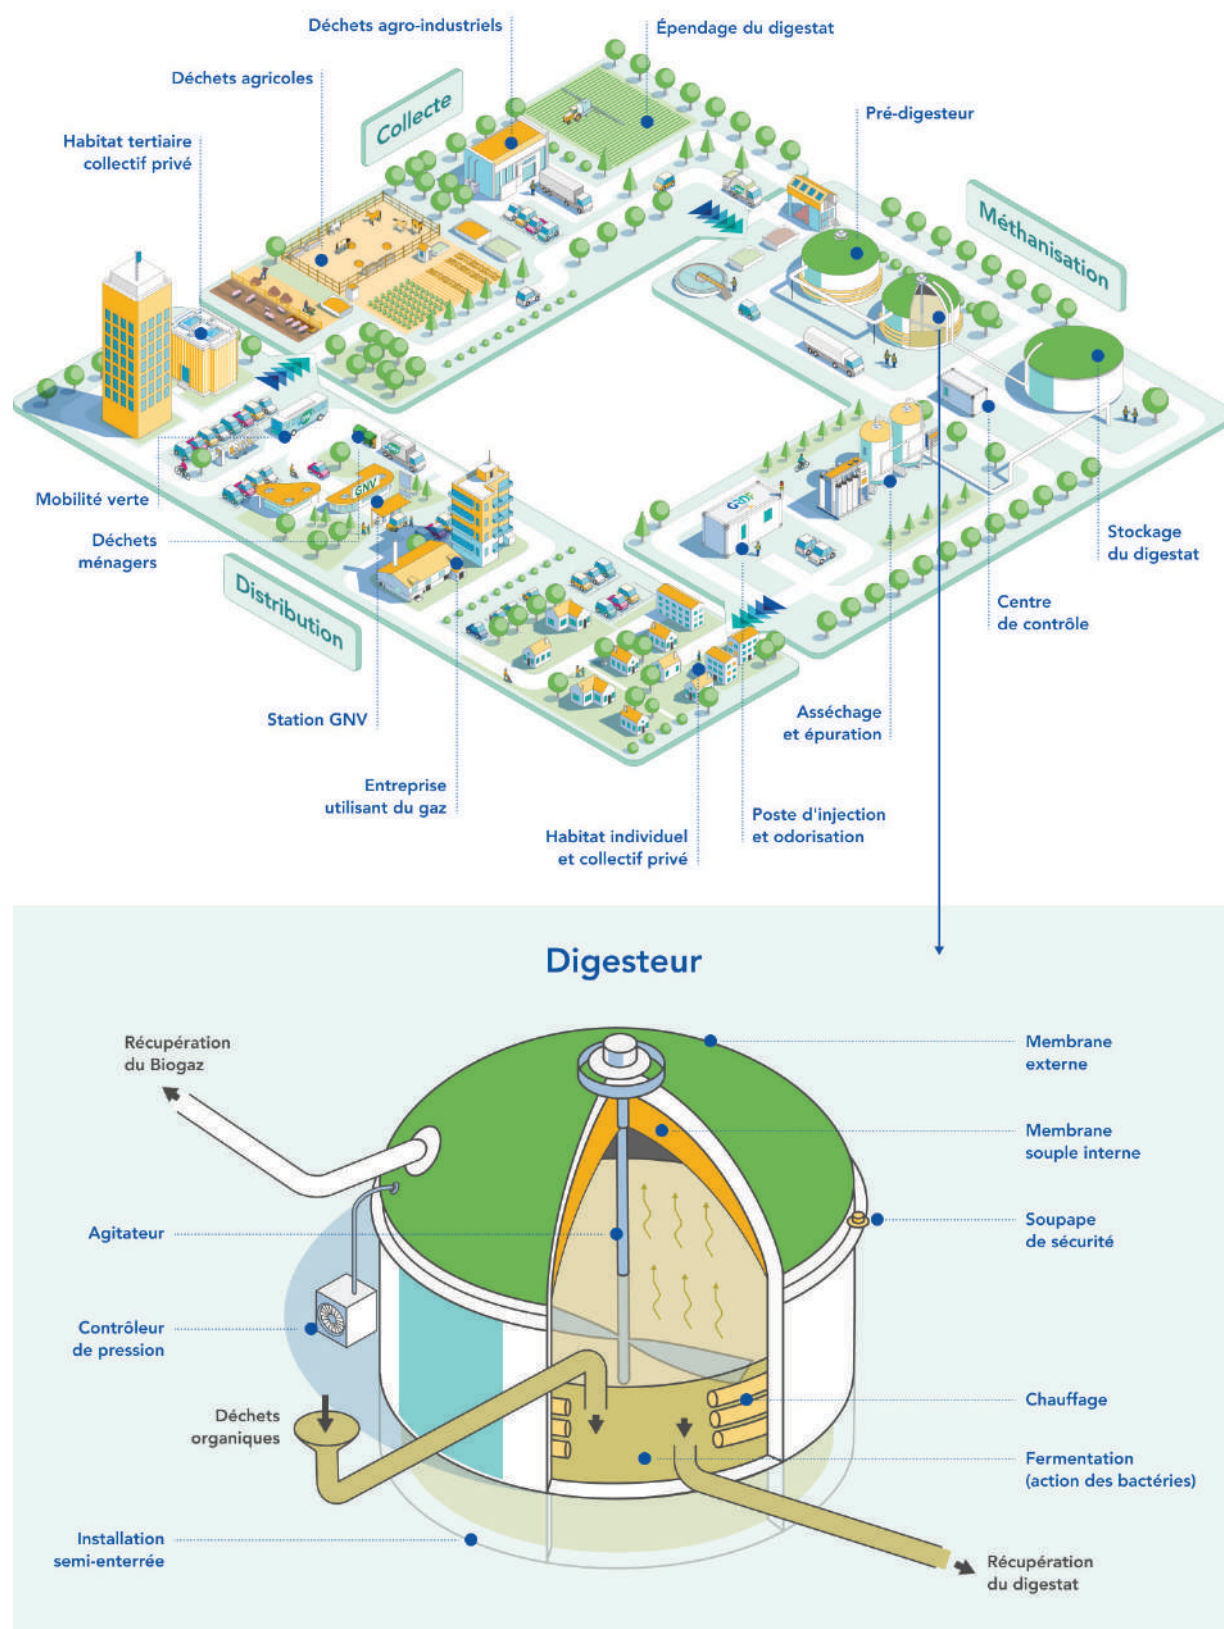 Déchets agro-industriels
Épendage du digestat
Déchets agricoles
Collecte
Habitat tertiaire
collectif privé
Pré-digesteur
Méthanisation
Mobilité verte
GNV
Déchets
ménagers
Distribution
Stockage
du digestat
Centre
de contrôle
Station GNV
Asséchage
et épuration
Entreprise
utilisant du gaz
Poste d'injection
et odorisation
Habitat individuel
et collectif privé
Digesteur
Récupération
du Biogaz
Membrane
externe
Membrane
souple interne
Agitateur
Soupape
de sécurité
Contrôleur
de pression
Chauffage
Déchets
organiques
Fermentation
(action des bactéries)
Installation
semi-enterrée
Récupération
du digestat